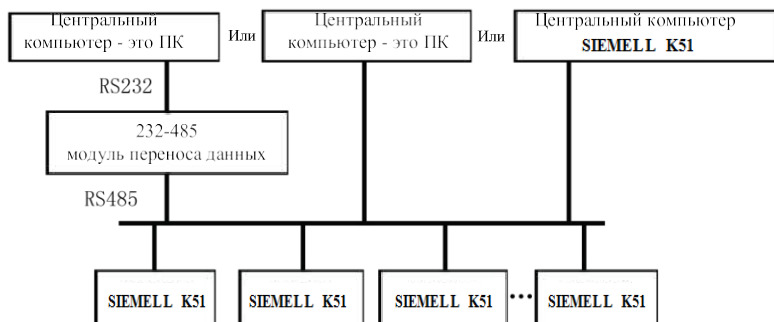 Центральный
компьютер - это ПК
Или
Центральный
компьютер - это ПК
Или
Центральный компьютер
SIEMELL K51
RS232
232-485
модуль переноса данных
RS485
SIEMELL K51
SIEMELL K51
SIEMELL K51
...
SIEMELL K51